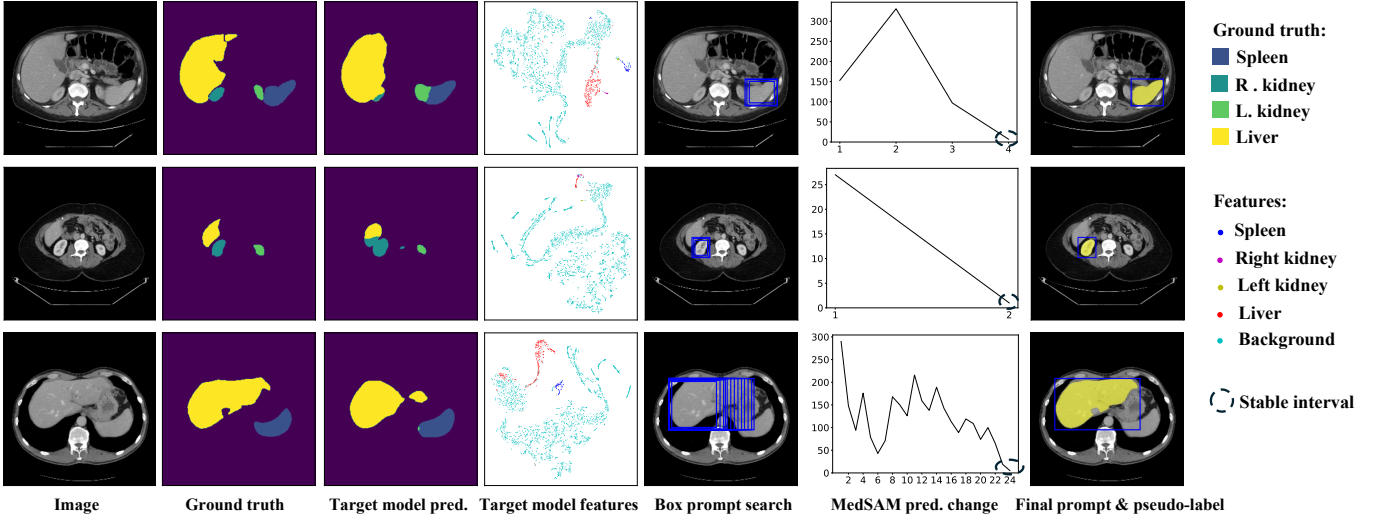 300
250
200
150
100
50
0
1 2 3 4
Ground truth:
Spleen
R . kidney
L. kidney
Liver
25
20
15
10
5
0
1 2
Features:
Spleen
Right kidney
Left kidney
Liver
Background
300
250
200
150
100
50
0
2 4 6 8 10 12 14 16 18 20 22 24
Stable interval
Image Ground truth Target model pred. Target model features Box prompt search MedSAM pred. change Final prompt & pseudo-label